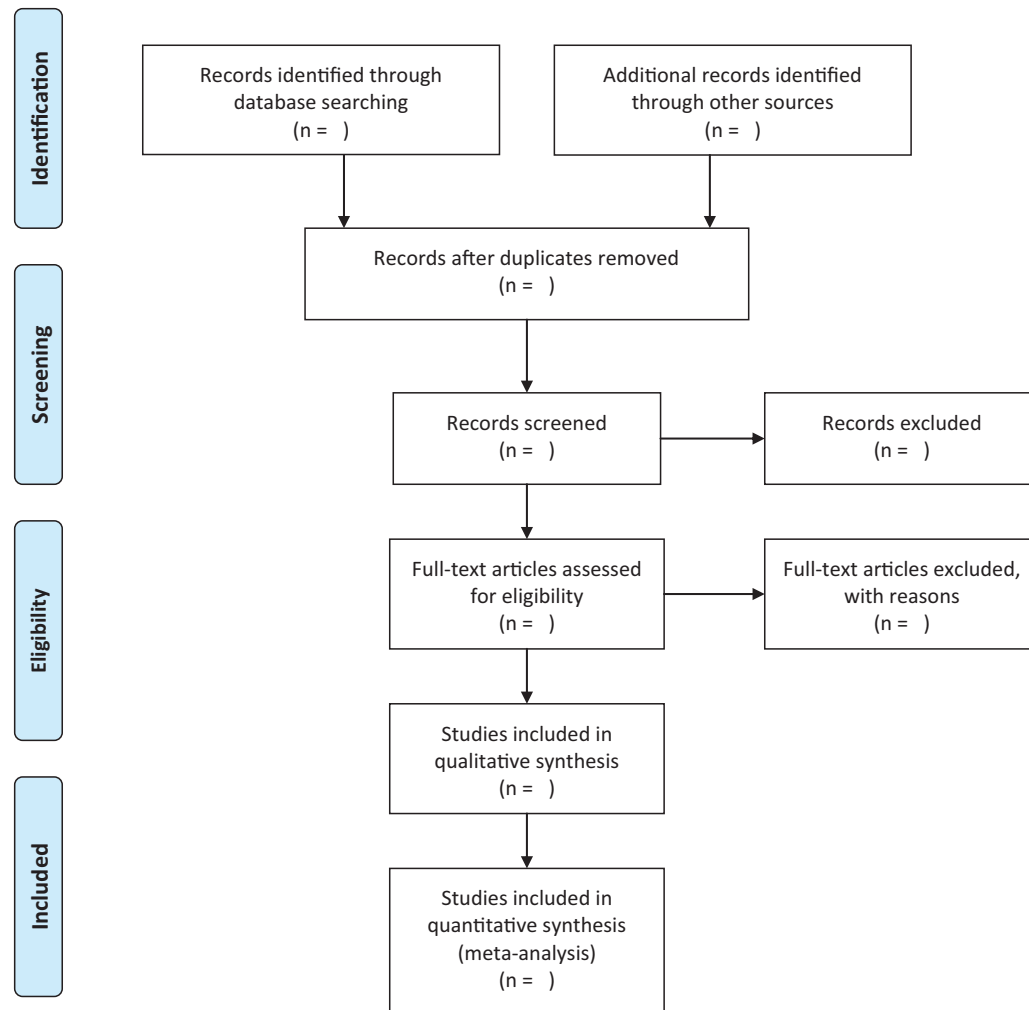 Identification
Records identified through
database searching
(n =   )
Additional records identified
through other sources
(n =   )
Records after duplicates removed
(n =   )
Screening
Records screened
(n =   )
Records excluded
(n =   )
Eligibility
Full-text articles assessed
for eligibility
(n =   )
Full-text articles excluded,
with reasons
(n =   )
Studies included in
qualitative synthesis
(n =   )
Included
Studies included in
quantitative synthesis
(meta-analysis)
(n =   )